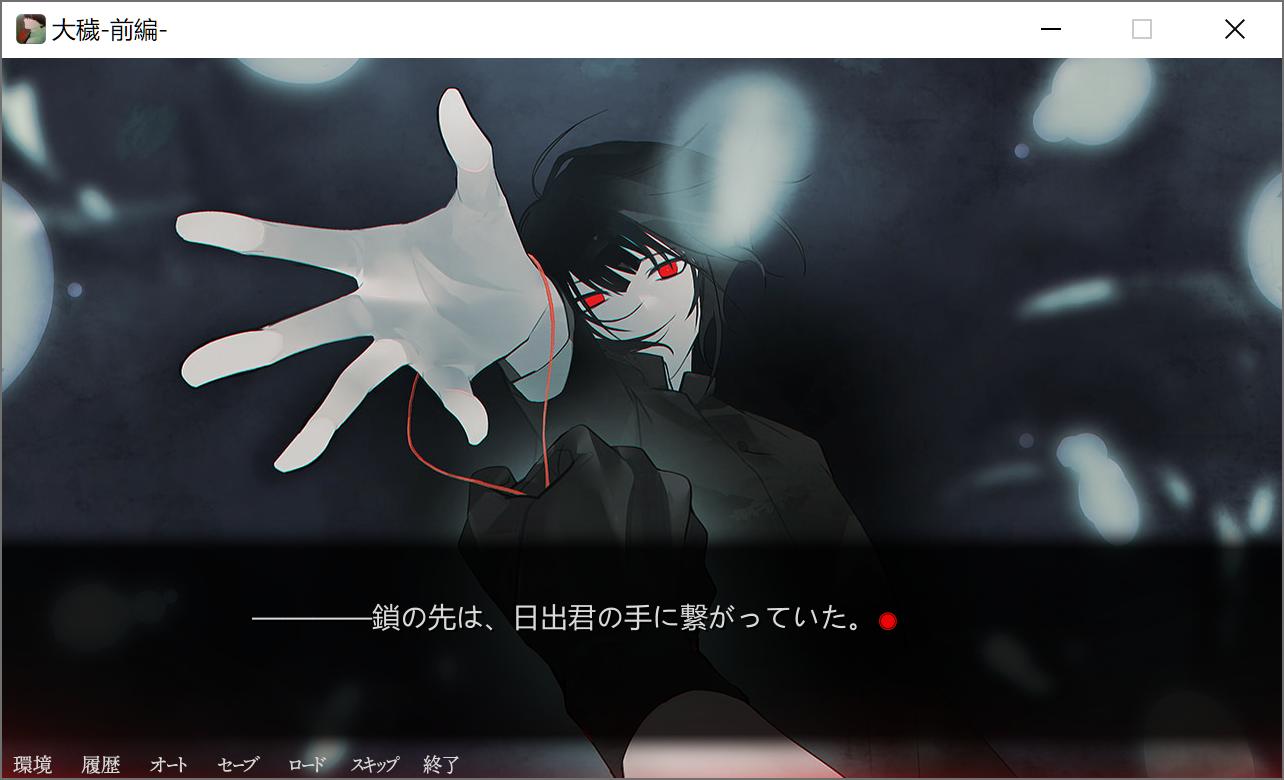 大穢-前編-
————鎖の先は、日出君の手に繋がっていた。
環境 履歴 オート セーブ ロード スキップ 終了